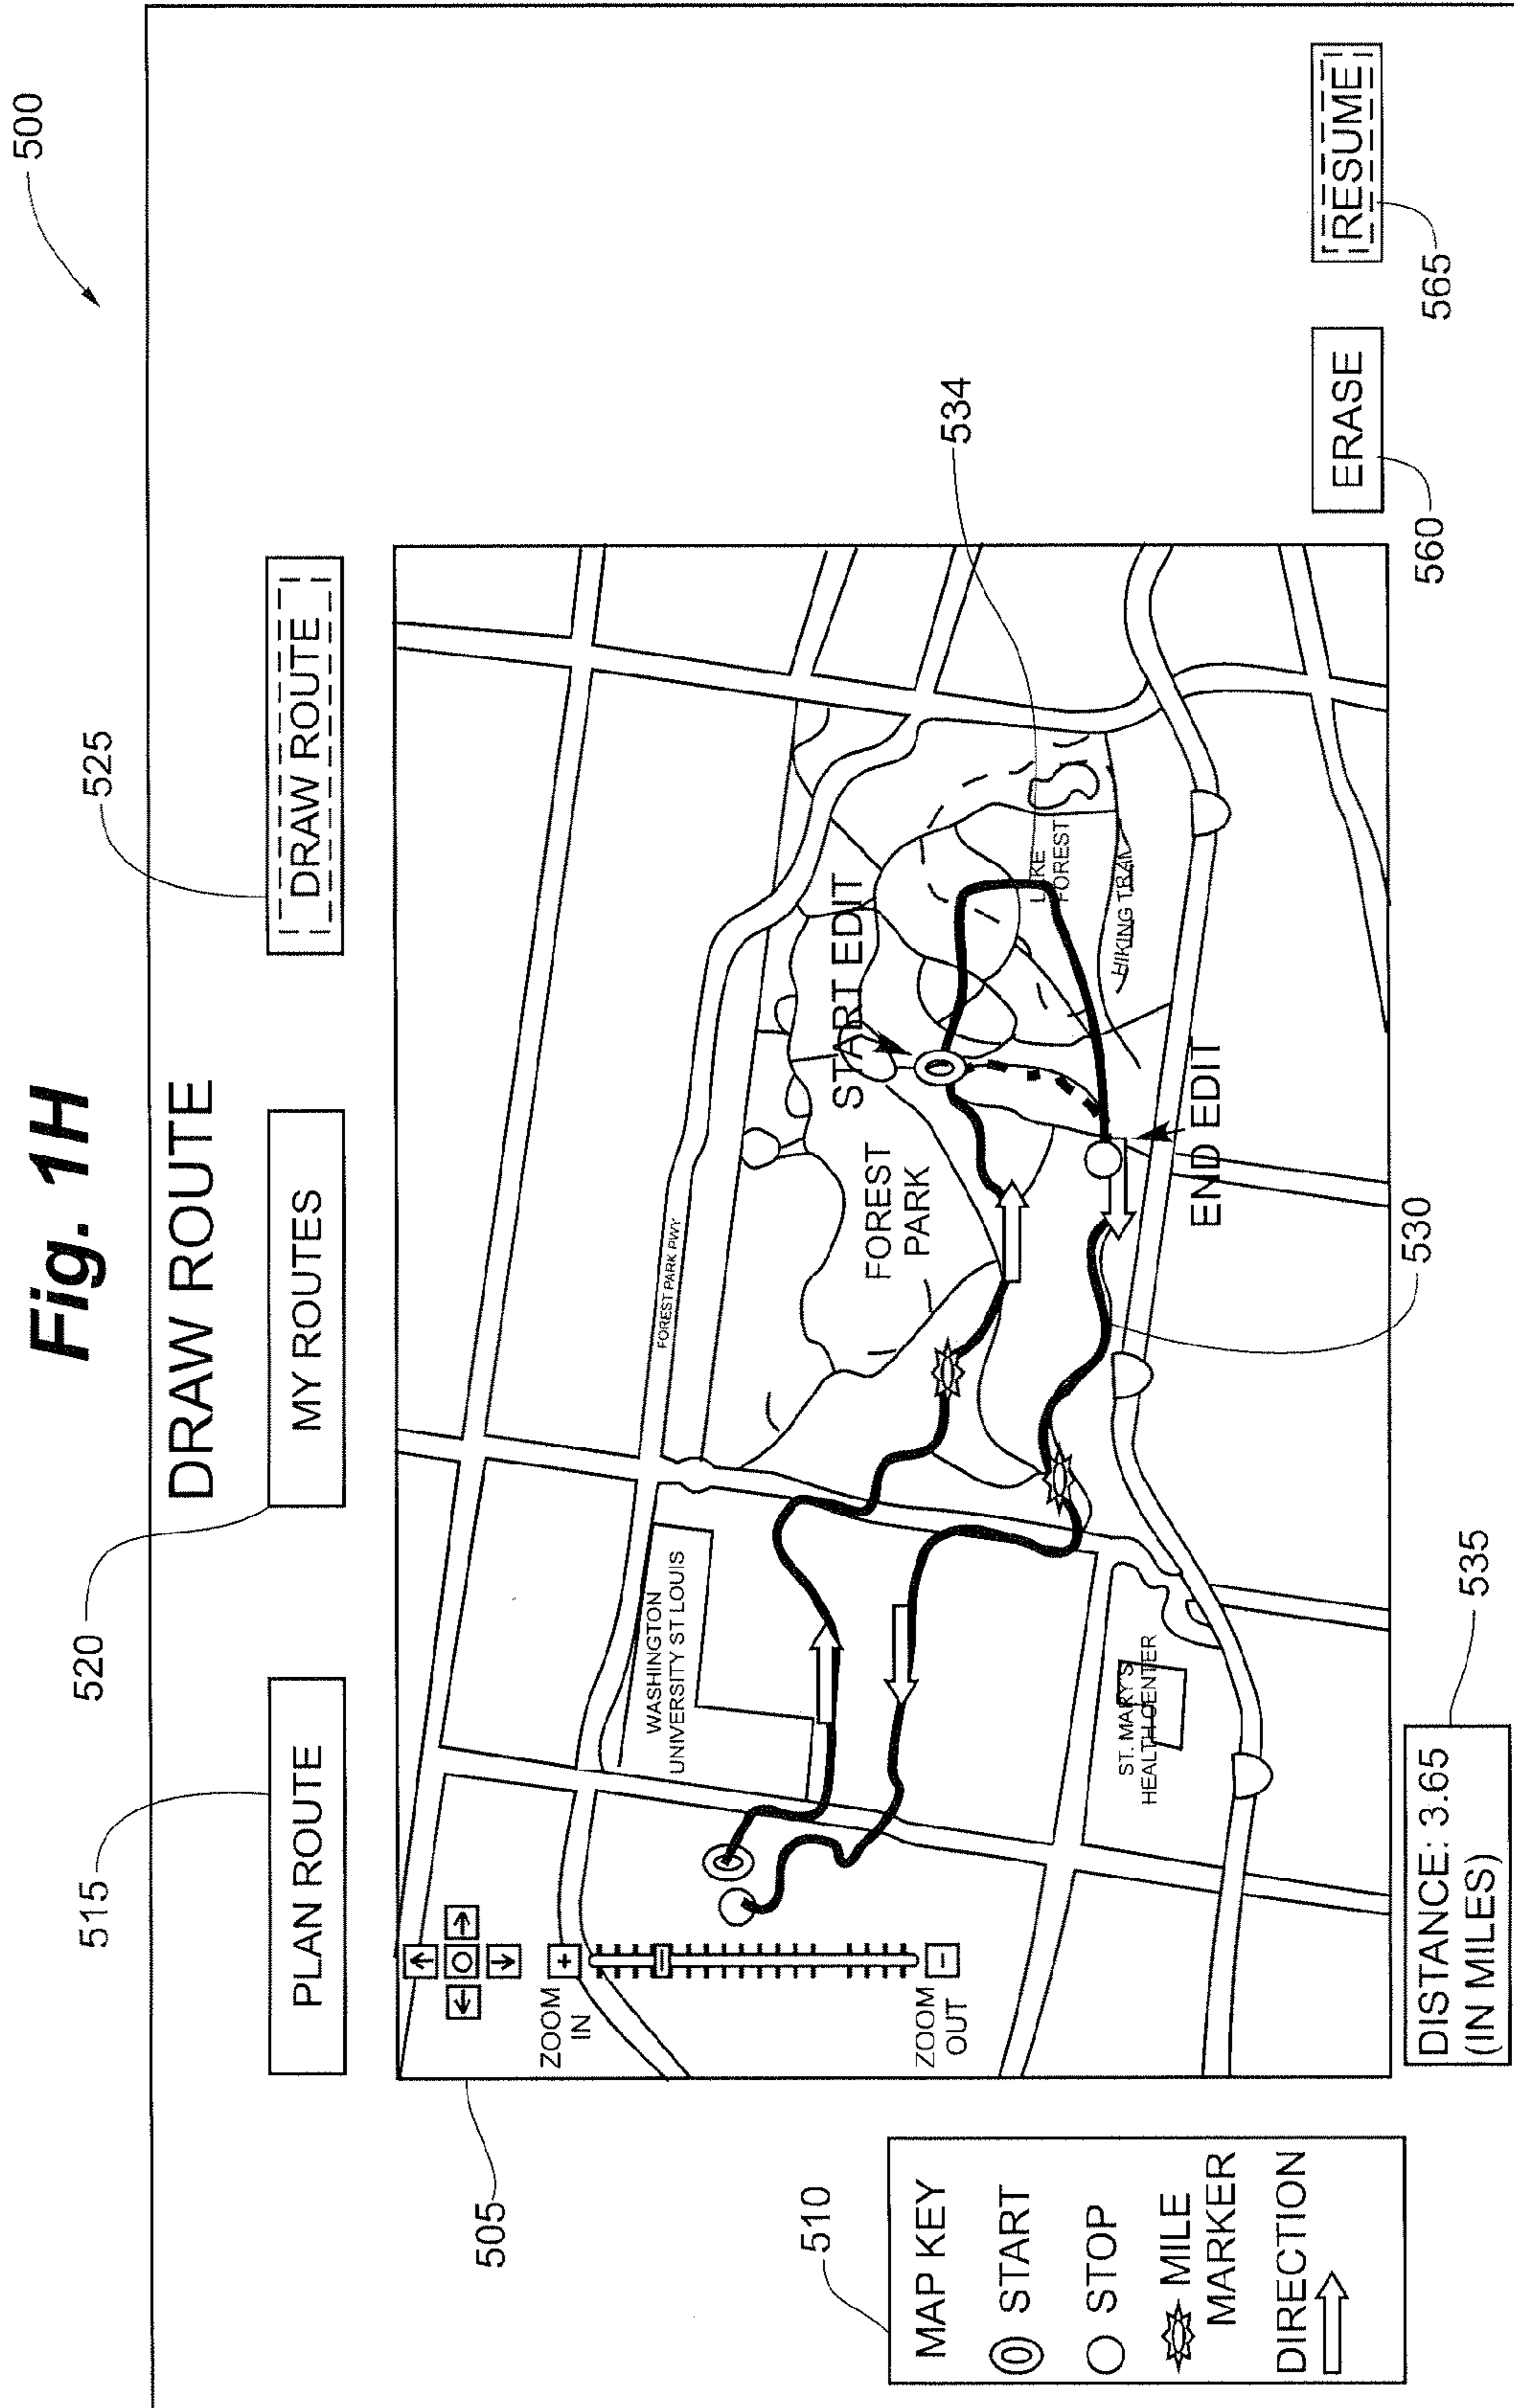 Fig. 1H
500
DRAW ROUTE
515
520
525
PLAN ROUTE
MY ROUTES
DRAW ROUTE
505
ZOOM
IN
ZOOM
OUT
FOREST PARK PWY
WASHINGTON
UNIVERSITY ST LOUIS
FOREST
PARK
START EDIT
534
LAKE
FOREST
HIKING TRAIL
END EDIT
ST. MARY'S
HEALTH CENTER
510
MAP KEY
START
STOP
MILE
MARKER
DIRECTION
DISTANCE: 3.65
(IN MILES)
535
530
ERASE
560
RESUME
565